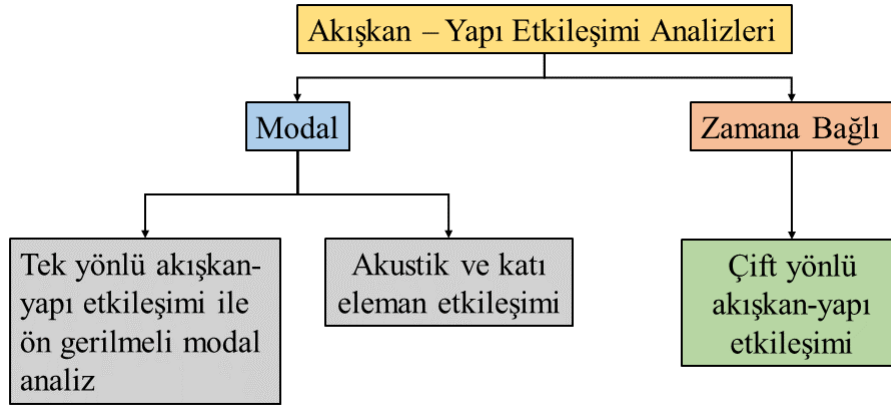 Akışkan – Yapı Etkileşimi Analizleri
Modal
Zamana Bağlı
Tek yönlü akışkan-
yapı etkileşimi ile
ön gerilmeli modal
analiz
Akustik ve katı
eleman etkileşimi
Çift yönlü
akışkan-yapı
etkileşimi